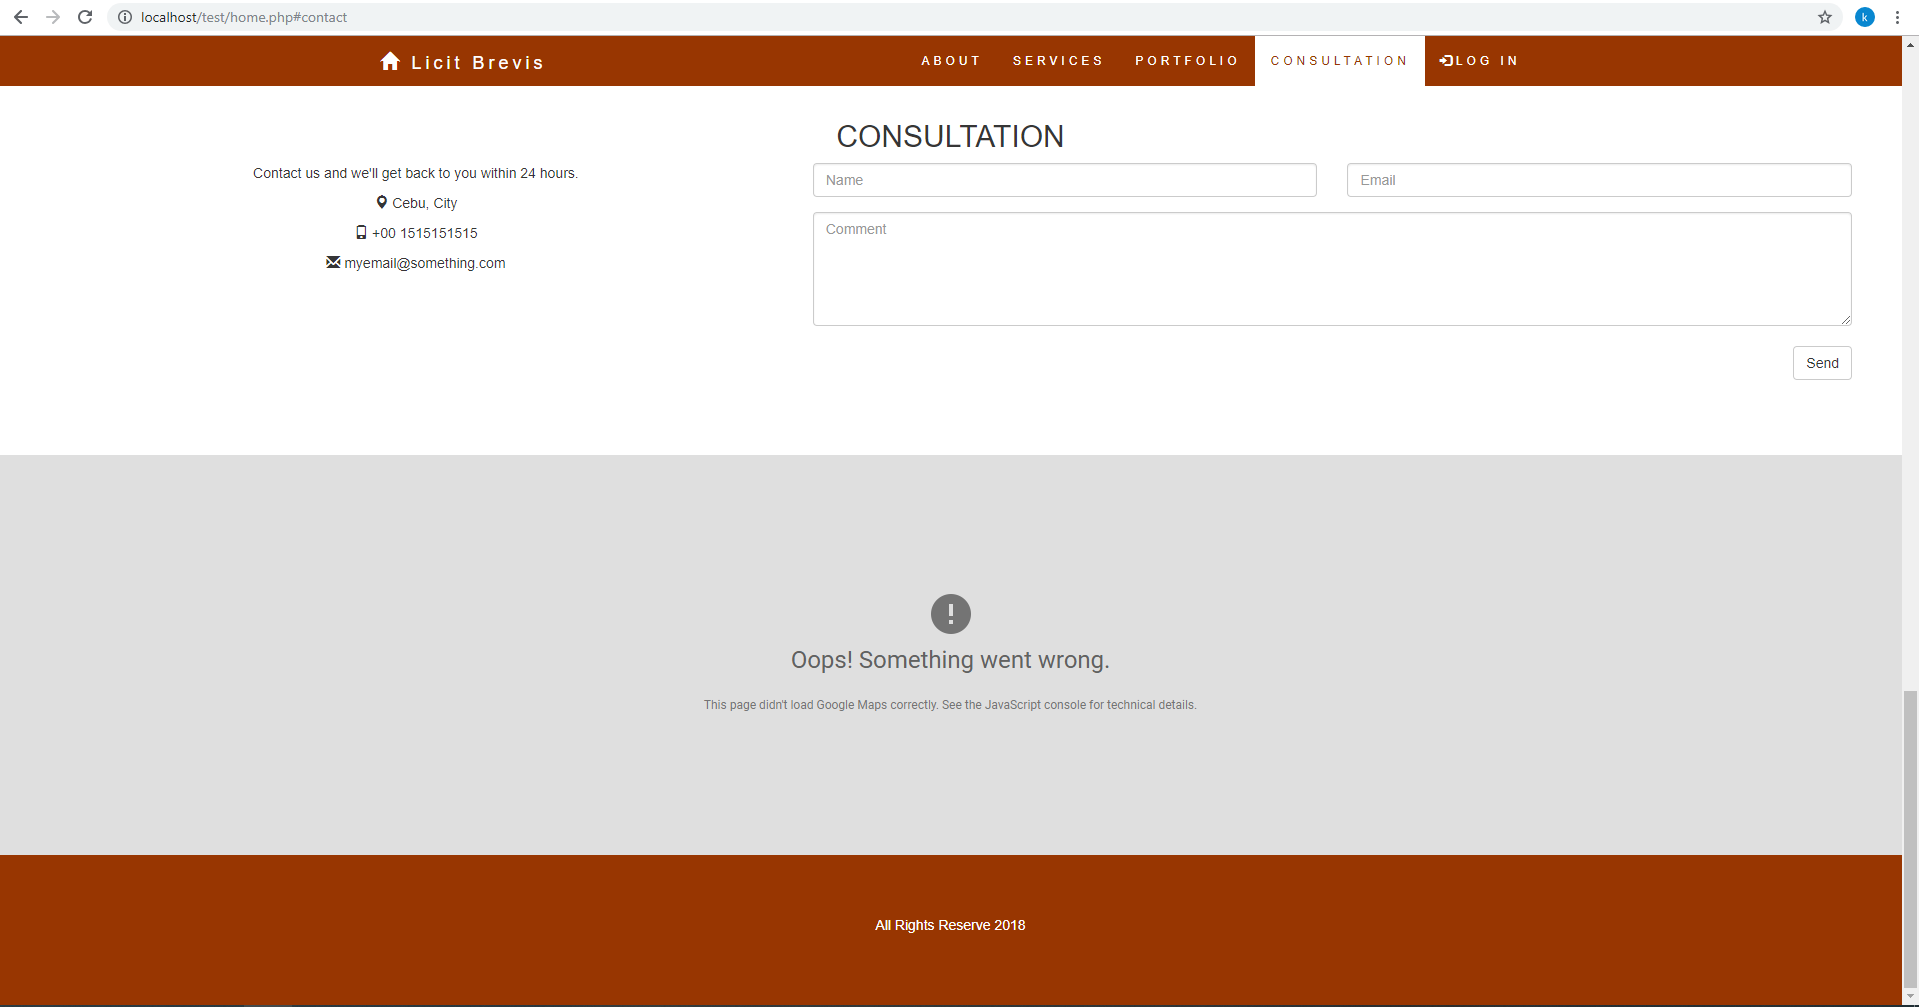 localhost/test/home.php#contact
k
Licit Brevis
ABOUT
SERVICES
PORTFOLIO
CONSULTATION
LOG IN
CONSULTATION
Contact us and we'll get back to you within 24 hours.
Cebu, City
+00 1515151515
myemail@something.com
Name
Email
Comment
Send
Oops! Something went wrong.
This page didn't load Google Maps correctly. See the JavaScript console for technical details.
All Rights Reserve 2018